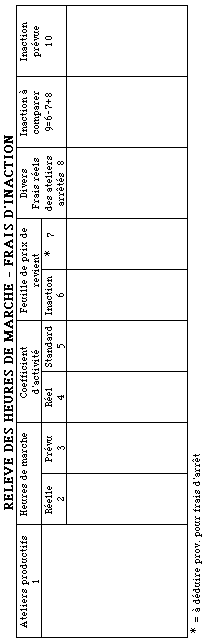 RELEVE DES HEURES DE MARCHE - FRAIS D'INACTION
Ateliers productifs
1
Heures de marche
Réelle
2
Prévu
3
Coefficient
d'activité
Réel
4
Standard
5
Feuille de prix de
revient
Inaction
6
*
7
Divers
Frais réels
des ateliers
arrêtés 8
Inaction à
comparer
9=6-7+8
Inaction
prévue
10
* = à déduire prov. pour frais d'arrêt